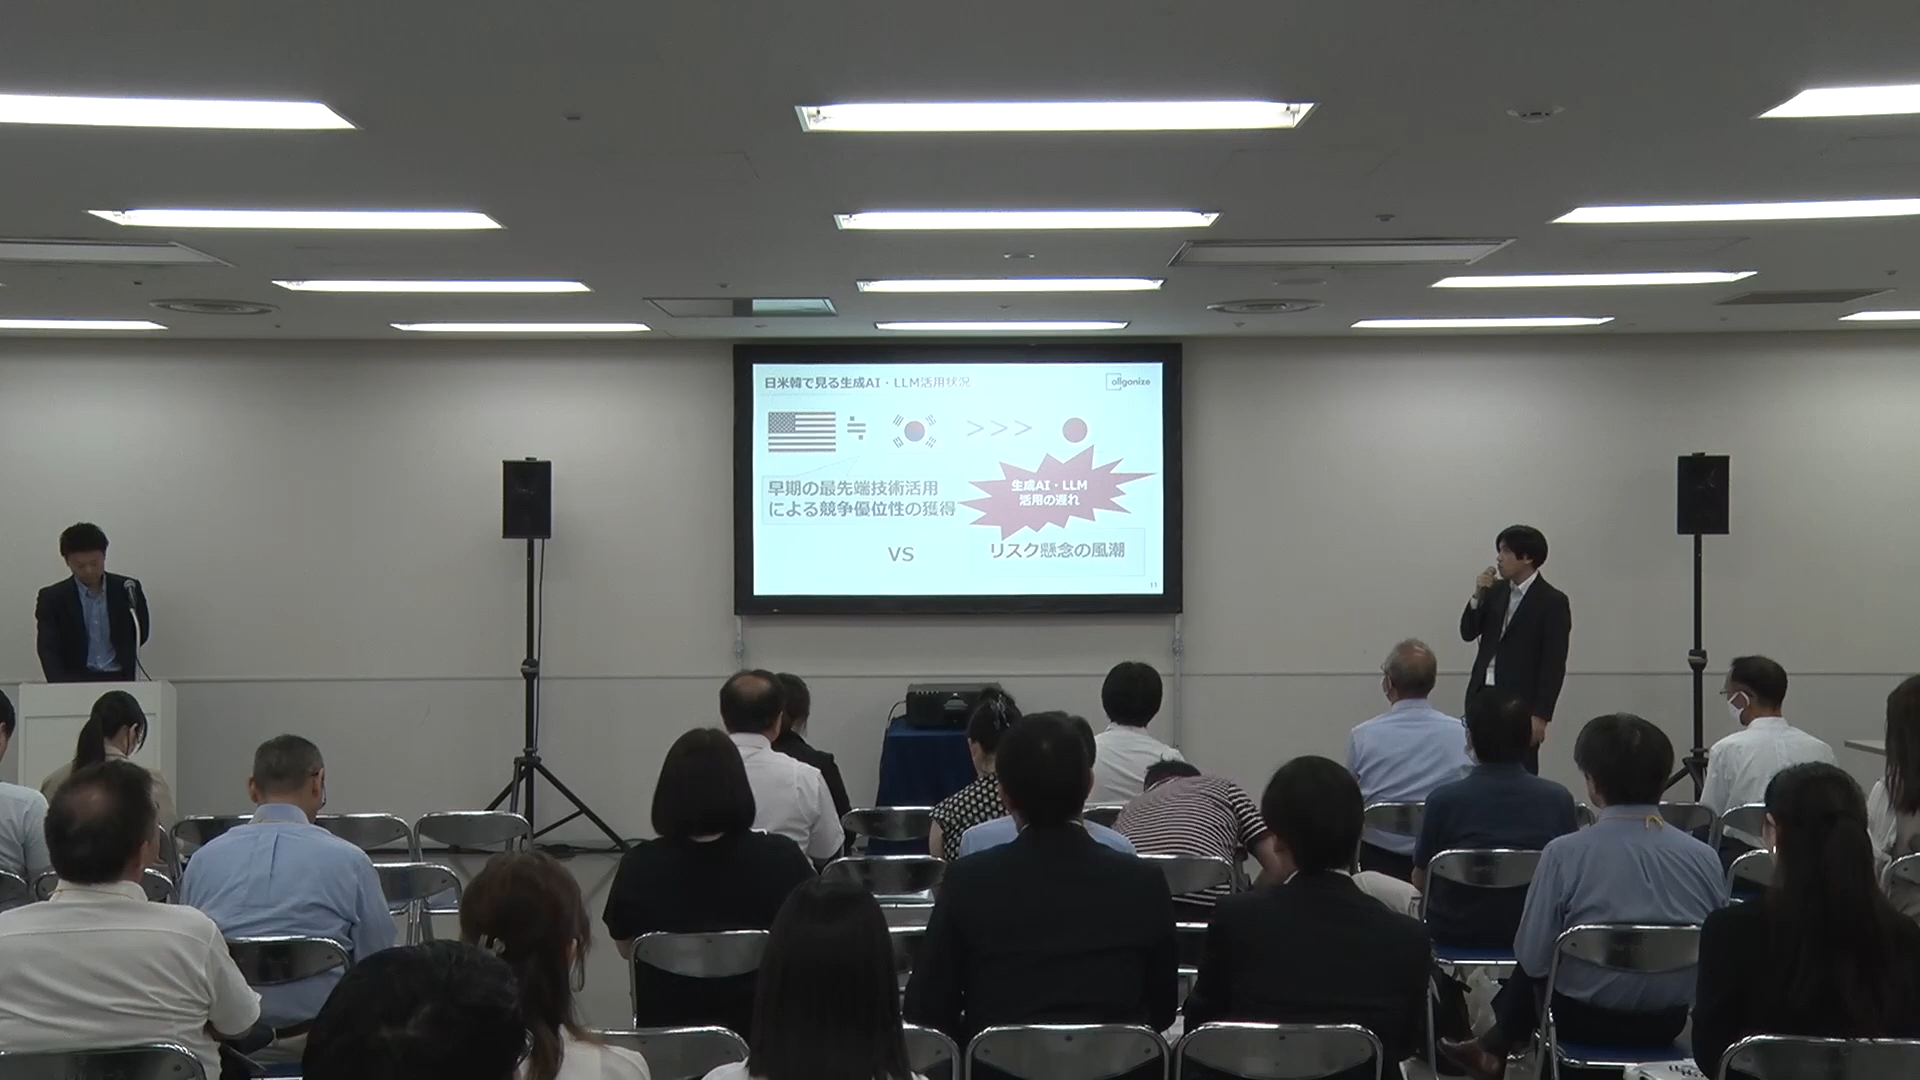 日米韓で見る生成AI・LLM活用状況
allganize
≒
>>>
早期の最先端技術活用
による競争優位性の獲得
生成AI・LLM
活用の遅れ
VS
リスク懸念の風潮
11